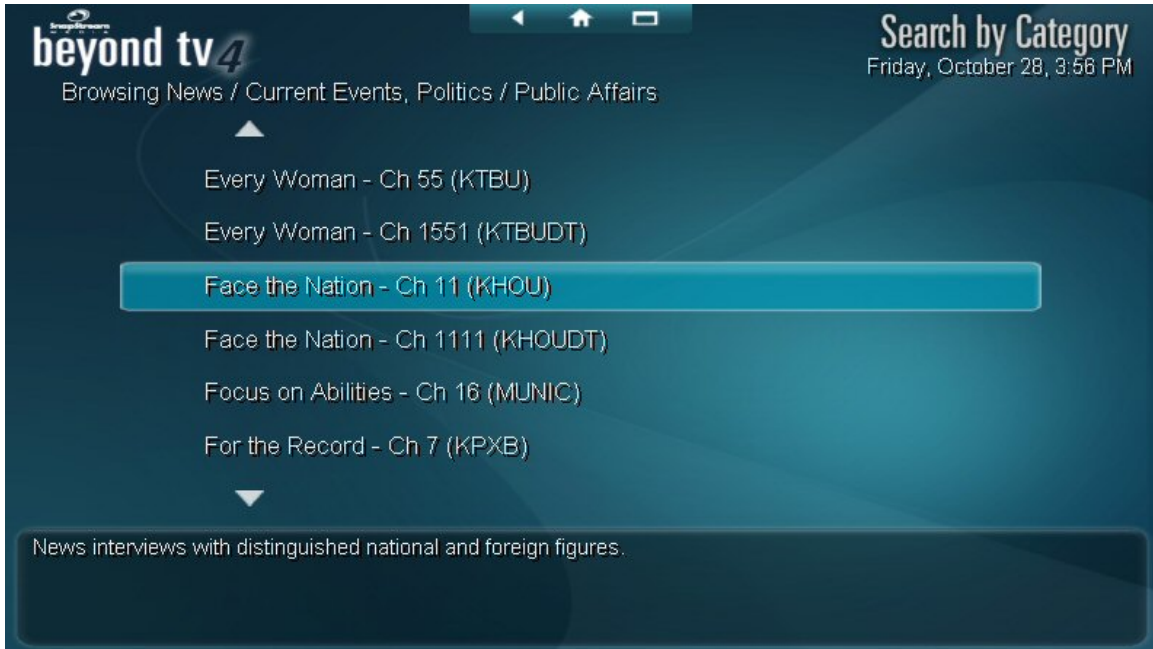 SnapStream
beyond tv4
Search by Category
Friday, October 28, 3:56 PM
Browsing News / Current Events, Politics / Public Affairs
Every Woman - Ch 55 (KTBU)
Every Woman - Ch 1551 (KTBUDT)
Face the Nation - Ch 11 (KHOU)
Face the Nation - Ch 1111 (KHOUDT)
Focus on Abilities - Ch 16 (MUNIC)
For the Record - Ch 7 (KPXB)
News interviews with distinguished national and foreign figures.